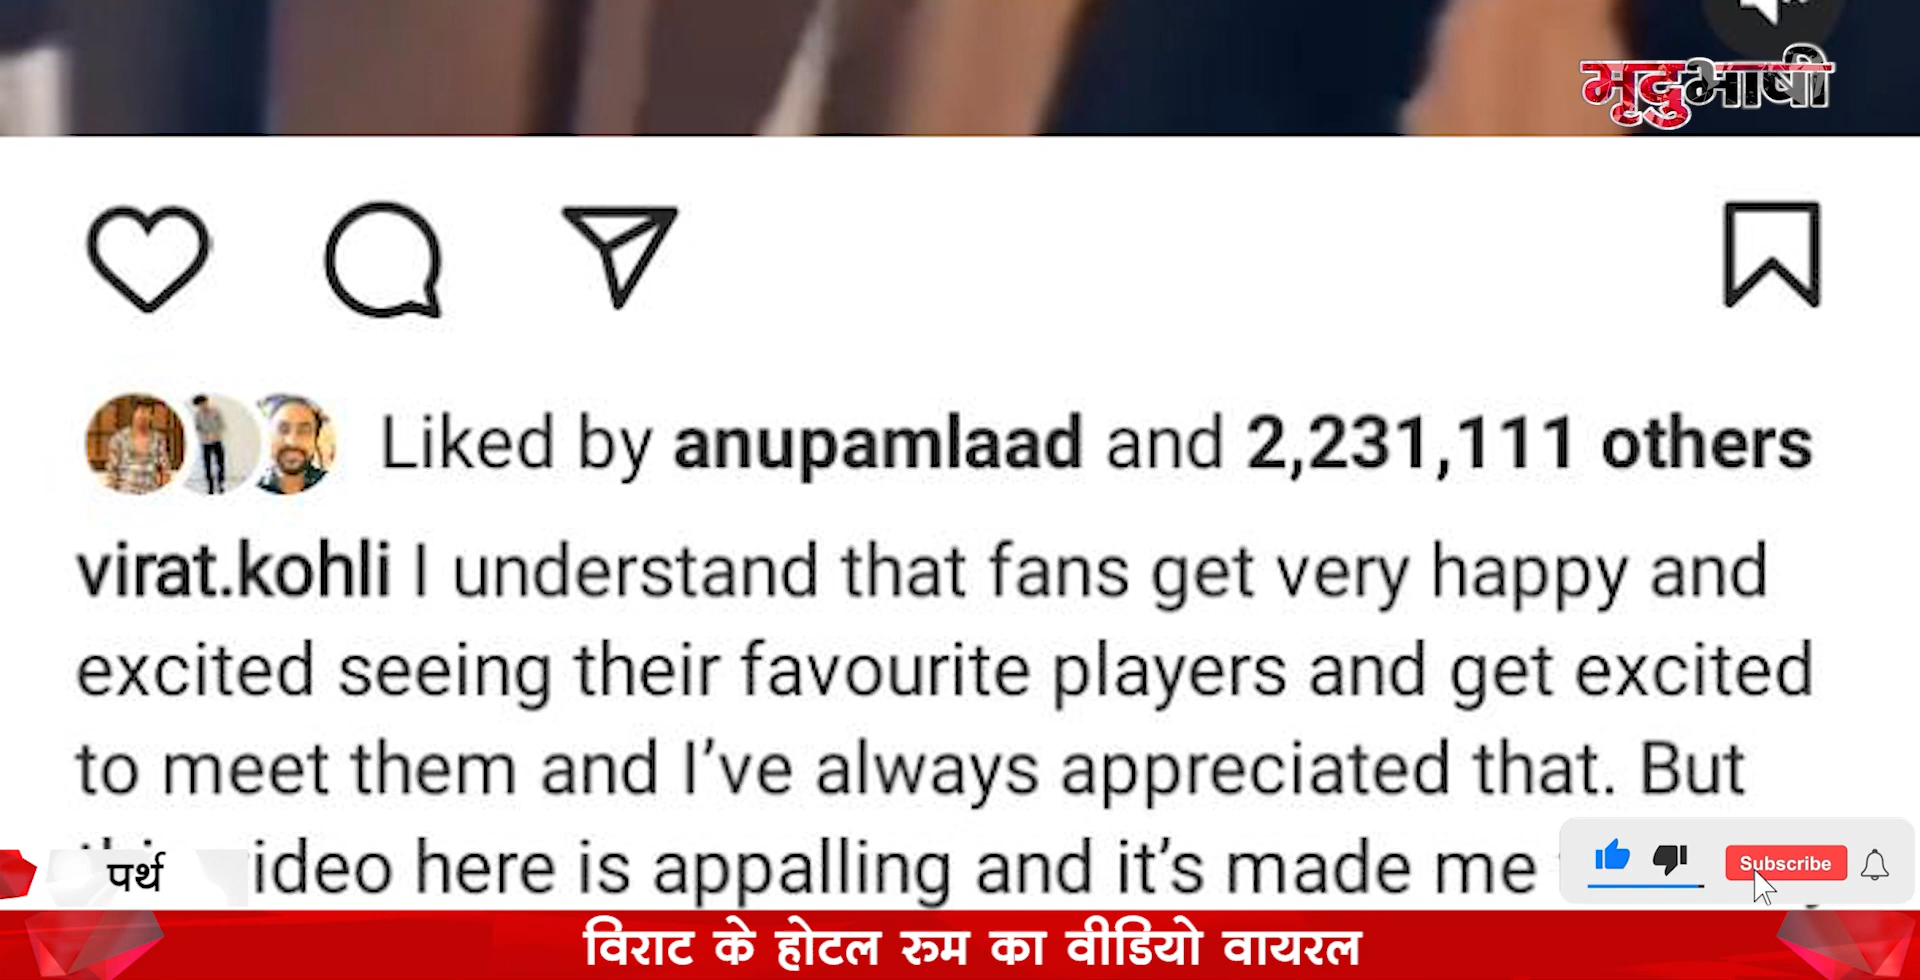 मृदुभाषी
Liked by anupamlaad and 2,231,111 others
virat.kohli I understand that fans get very happy and
excited seeing their favourite players and get excited
to meet them and I’ve always appreciated that. But
here is appalling and it’s made me
पर्थ
Subscribe
विराट के होटल रुम का वीडियो वायरल